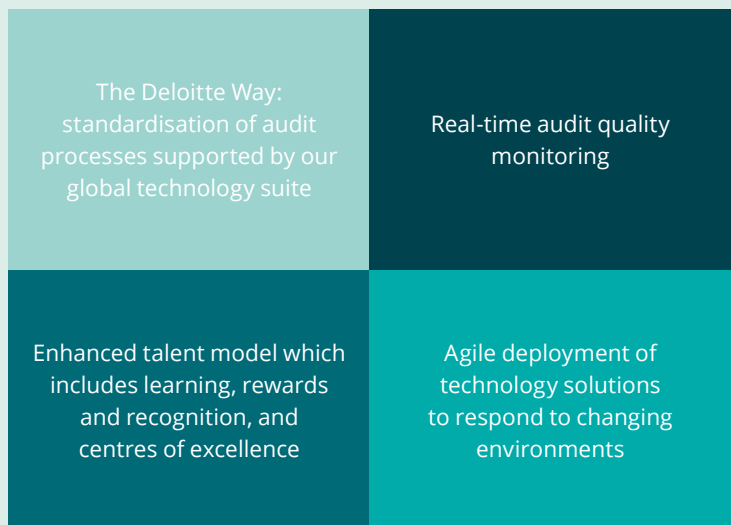 The Deloitte Way:
standardisation of audit
processes supported by our
global technology suite
Real-time audit quality
monitoring
Enhanced talent model which
includes learning, rewards
and recognition, and
centres of excellence
Agile deployment of
technology solutions
to respond to changing
environments